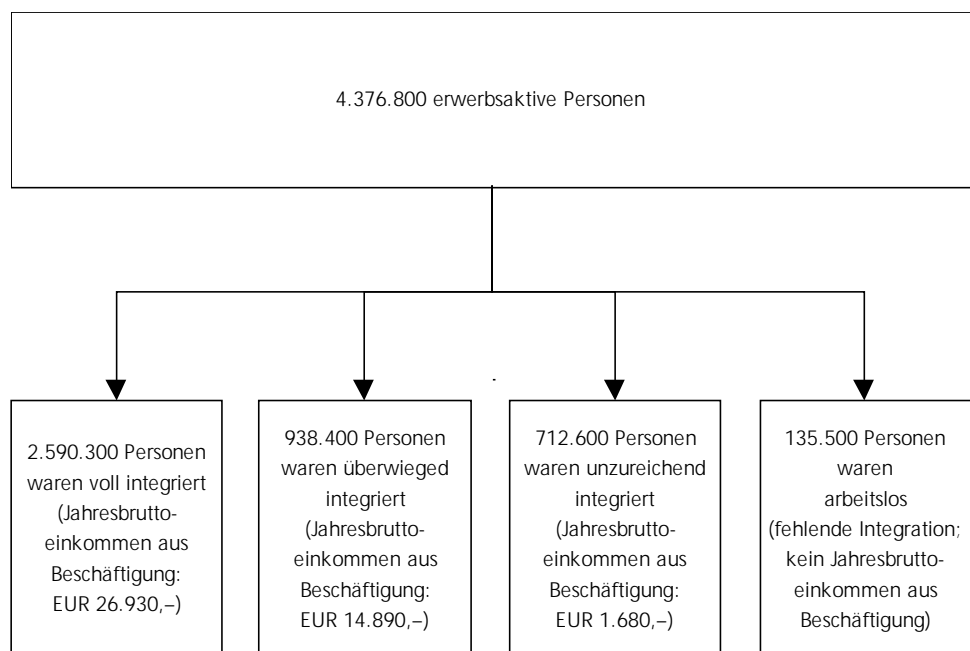 4.376.800 erwerbsaktive Personen
2.590.300 Personen
waren voll integriert
(Jahresbrutto-
einkommen aus
Beschäftigung:
EUR 26.930,–)
938.400 Personen
waren überwieged
integriert
(Jahresbrutto-
einkommen aus
Beschäftigung:
EUR 14.890,–)
712.600 Personen
waren unzureichend
integriert
(Jahresbrutto-
einkommen aus
Beschäftigung:
EUR 1.680,–)
135.500 Personen
waren
arbeitslos
(fehlende Integration;
kein Jahresbrutto-
einkommen aus
Beschäftigung)